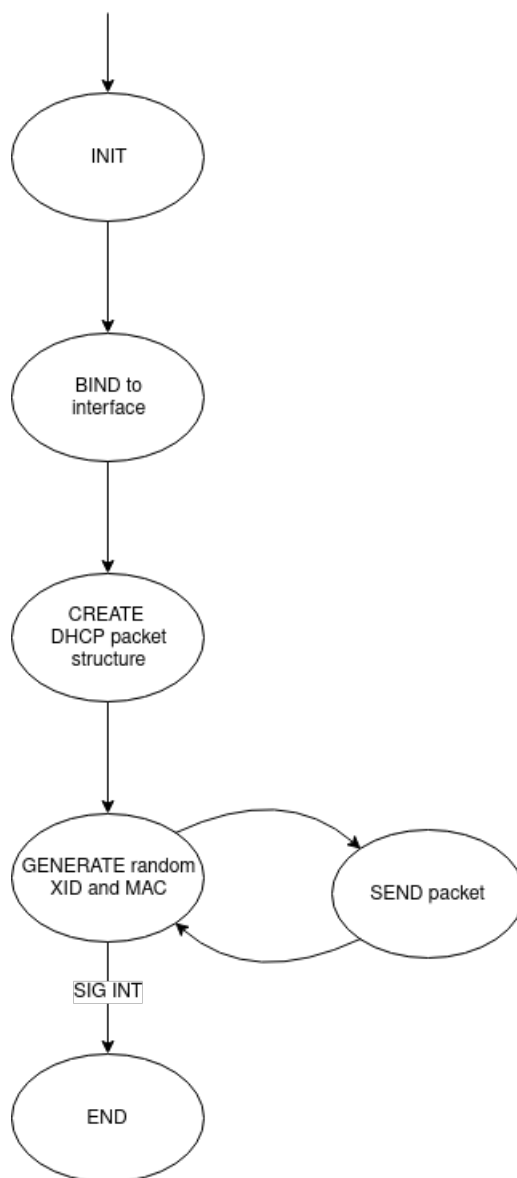 INIT
BIND to
interface
CREATE
DHCP packet
structure
GENERATE random
XID and MAC
SEND packet
SIG INT
END